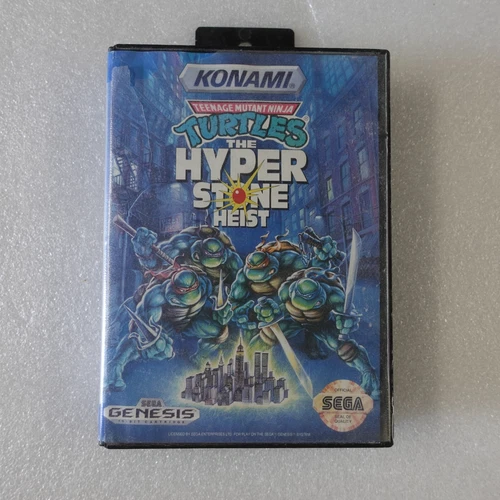 KONAMI
TEENAGE MUTANT NINJA
TURTLES
THE
HYPER
STONE
HEIST
SEGA
GENESIS
16-BIT CARTRIDGE
OFFICIAL
SEGA
SEAL OF
QUALITY